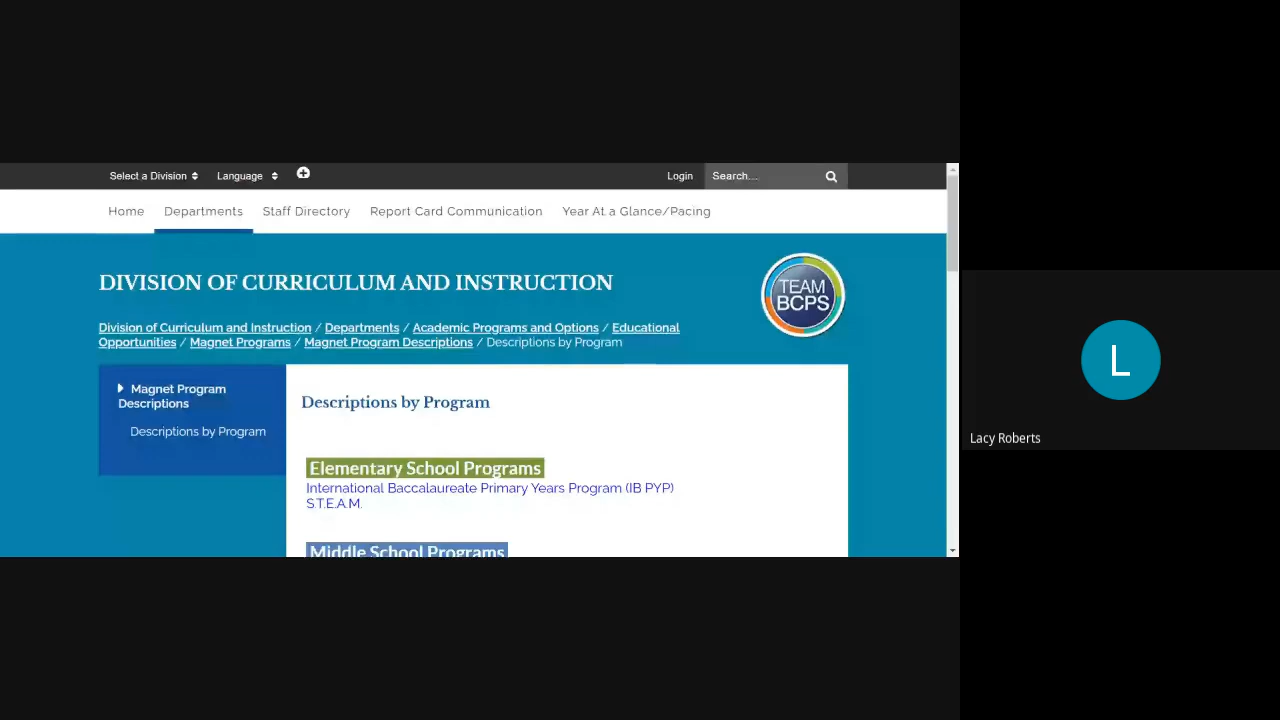 Select a Division Language Login Search....
Home Departments Staff Directory Report Card Communication Year At a Glance/Pacing
DIVISION OF CURRICULUM AND INSTRUCTION
TEAM
BCPS
Division of Curriculum and Instruction / Departments / Academic Programs and Options / Educational
Opportunities / Magnet Programs / Magnet Program Descriptions / Descriptions by Program
Magnet Program
Descriptions
Descriptions by Program
Descriptions by Program
Elementary School Programs
International Baccalaureate Primary Years Program (IB PYP)
S.T.E.A.M.
Middle School Programs
L
Lacy Roberts